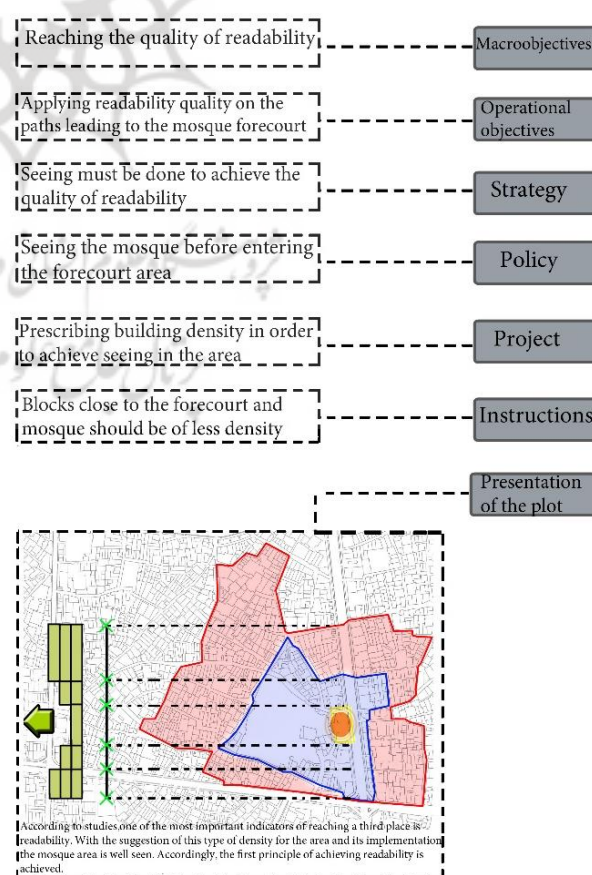 Reaching the quality of readability
Macroobjectives
Applying readability quality on the
paths leading to the mosque forecourt
Operational
objectives
Seeing must be done to achieve the
quality of readability
Strategy
Seeing the mosque before entering
the forecourt area
Policy
Prescribing building density in order
to achieve seeing in the area
Project
Blocks close to the forecourt and
mosque should be of less density
Instructions
Presentation
of the plot
According to studies,one of the most important indicators of reaching a third place is
readability. With the suggestion of this type of density for the area and its implementation
the mosque area is well seen. Accordingly, the first principle of achieving readability is
achieved.